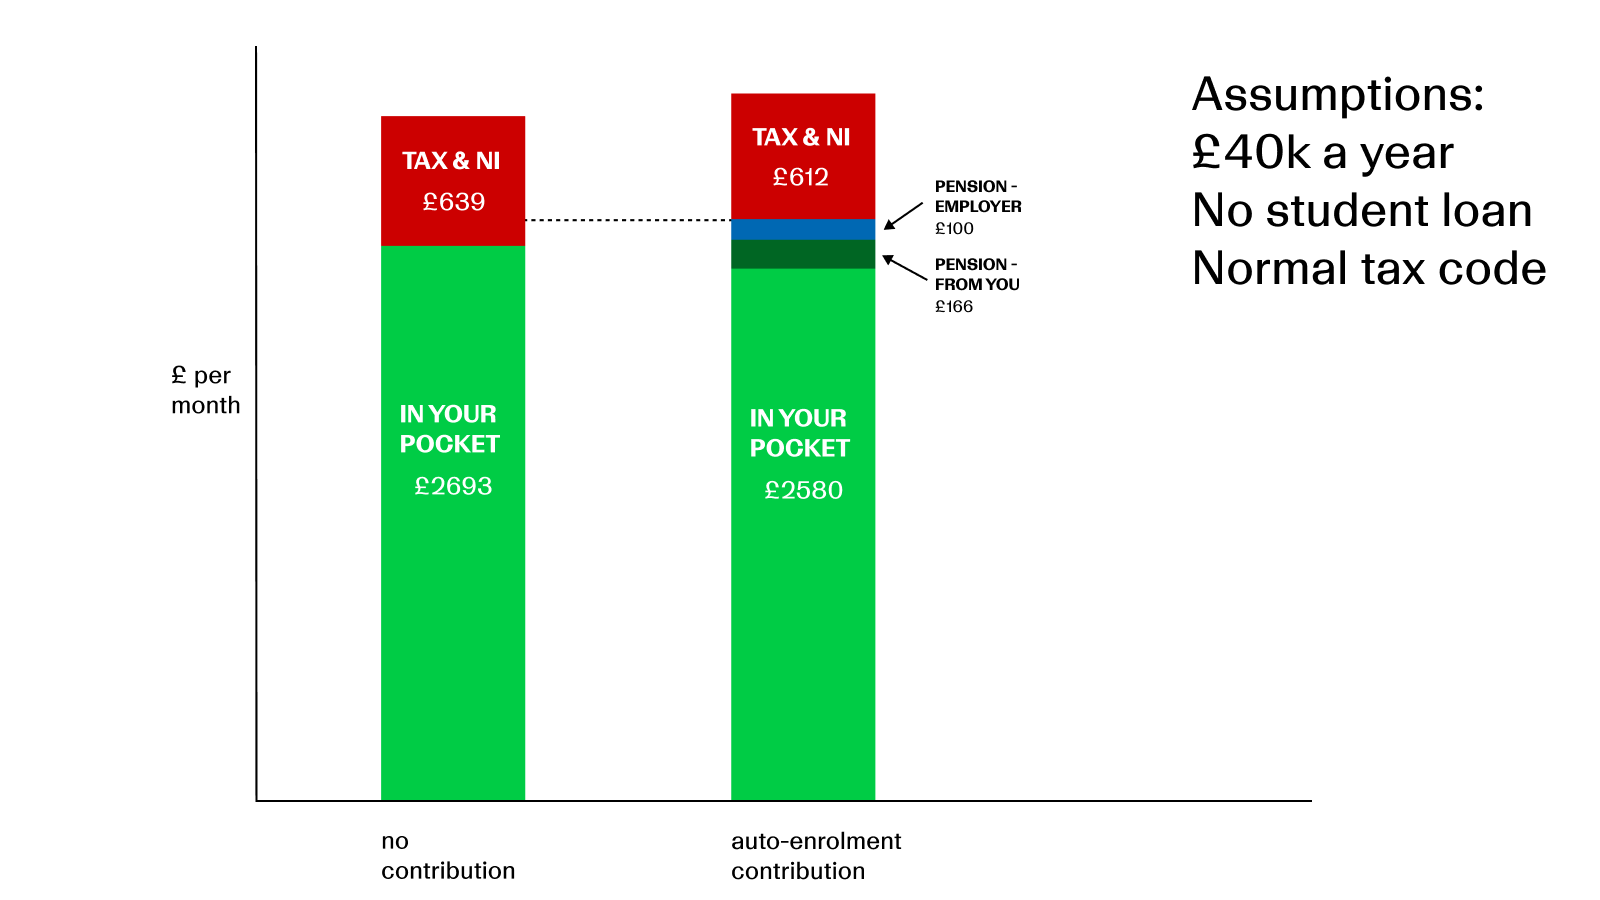 Assumptions:
£40k a year
No student loan
Normal tax code
TAX & NI
£639
TAX & NI
£612
PENSION -
EMPLOYER
£100
PENSION -
FROM YOU
£166
£ per
month
IN YOUR
POCKET
£2693
IN YOUR
POCKET
£2580
no
contribution
auto-enrolment
contribution